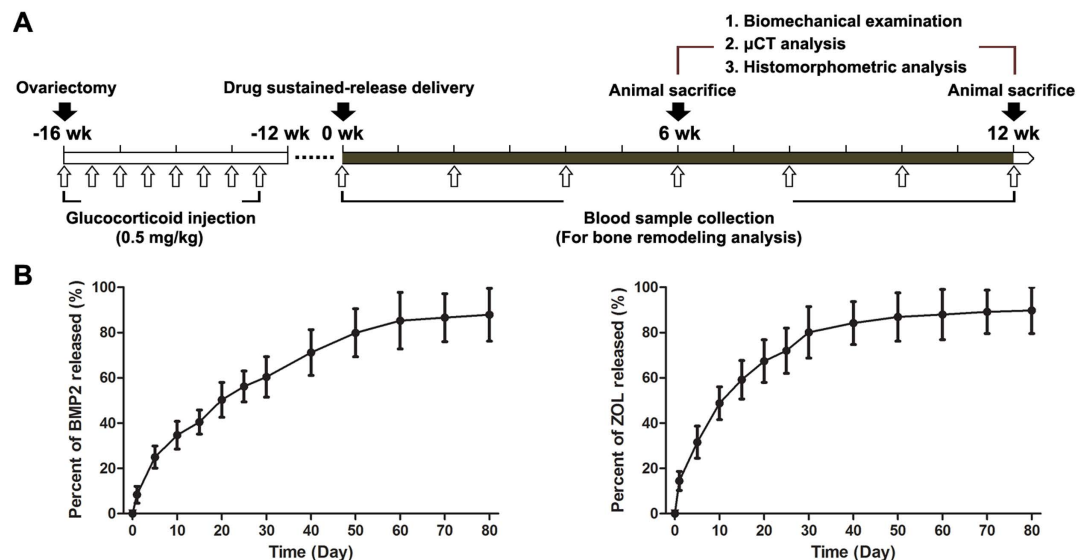 A
1. Biomechanical examination
2. µCT analysis
3. Histomorphometric analysis
Ovariectomy
Drug sustained-release delivery
Animal sacrifice
Animal sacrifice
-16 wk
-12 wk
0 wk
6 wk
12 wk
Glucocorticoid injection
(0.5 mg/kg)
Blood sample collection
(For bone remodeling analysis)
B
Percent of BMP2 released (%)
100
80
60
40
20
0
0 10 20 30 40 50 60 70 80
Time (Day)
Percent of ZOL released (%)
100
80
60
40
20
0
0 10 20 30 40 50 60 70 80
Time (Day)